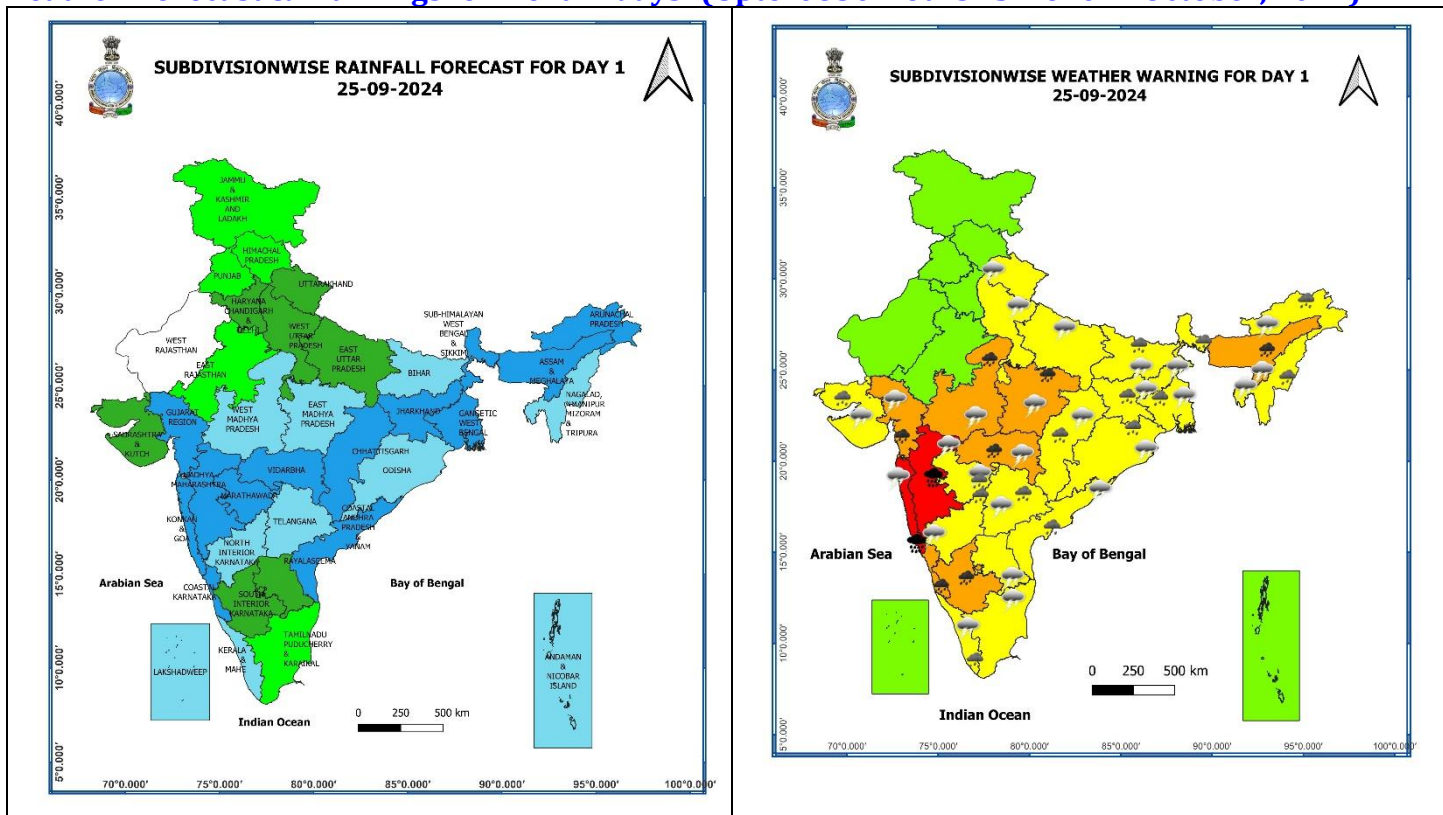 SUBDIVISIONWISE RAINFALL FORECAST FOR DAY 1
25-09-2024
40°0.000'
35°0.000'
30°0.000'
25°0.000'
20°0.000'
15°0.000'
10°0.000'
5°0.000'
JAMMU
&
KASHMIR
AND
LADAKH
HIMACHAL
PRADESH
PUNJAB
UTTARAKHAND
HARYANA
CHANDIGARH
&
DELHI
WEST
UTTAR
PRADESH
EAST
UTTAR
PRADESH
WEST
RAJASTHAN
EAST
RAJASTHAN
SUB-HIMALAYAN
WEST
BENGAL
&
SIKKIM
ARUNACHAL
PRADESH
ASSAM
&
MEGHALAYA
NAGALAD,
MANIPUR
MIZORAM
&
TRIPURA
BIHAR
JHARKHAND
GANGETIC
WEST
BENGAL
GUJARAT
REGION
SAURASHTRA
&
KUTCH
WEST
MADHYA
PRADESH
EAST
MADHYA
PRADESH
CHHATTISGARH
ODISHA
VIDARBHA
MADHYA
MAHARASHTRA
MARATHAWADA
KONKAN
&
GOA
TELANGANA
COASTAL
ANDHRA
PRADESH
&
YANAM
NORTH
INTERIOR
KARNATAKA
RAYALASEEMA
COASTAL
KARNATAKA
SOUTH
INTERIOR
KARNATAKA
TAMILNADU
PUDUCHERRY
&
KARAIKAL
KERALA
&
MAHE
LAKSHADWEEP
ANDAMAN
&
NICOBAR
ISLAND
Arabian Sea
Bay of Bengal
Indian Ocean
0 250 500 km
70°0.000' 75°0.000' 80°0.000' 85°0.000' 90°0.000' 95°0.000' 100°0.000'
SUBDIVISIONWISE WEATHER WARNING FOR DAY 1
25-09-2024
40°0.000'
35°0.000'
30°0.000'
25°0.000'
20°0.000'
15°0.000'
10°0.000'
5°0.000'
Arabian Sea
Bay of Bengal
Indian Ocean
0 250 500 km
70°0.000' 75°0.000' 80°0.000' 85°0.000' 90°0.000' 95°0.000' 100°0.000'